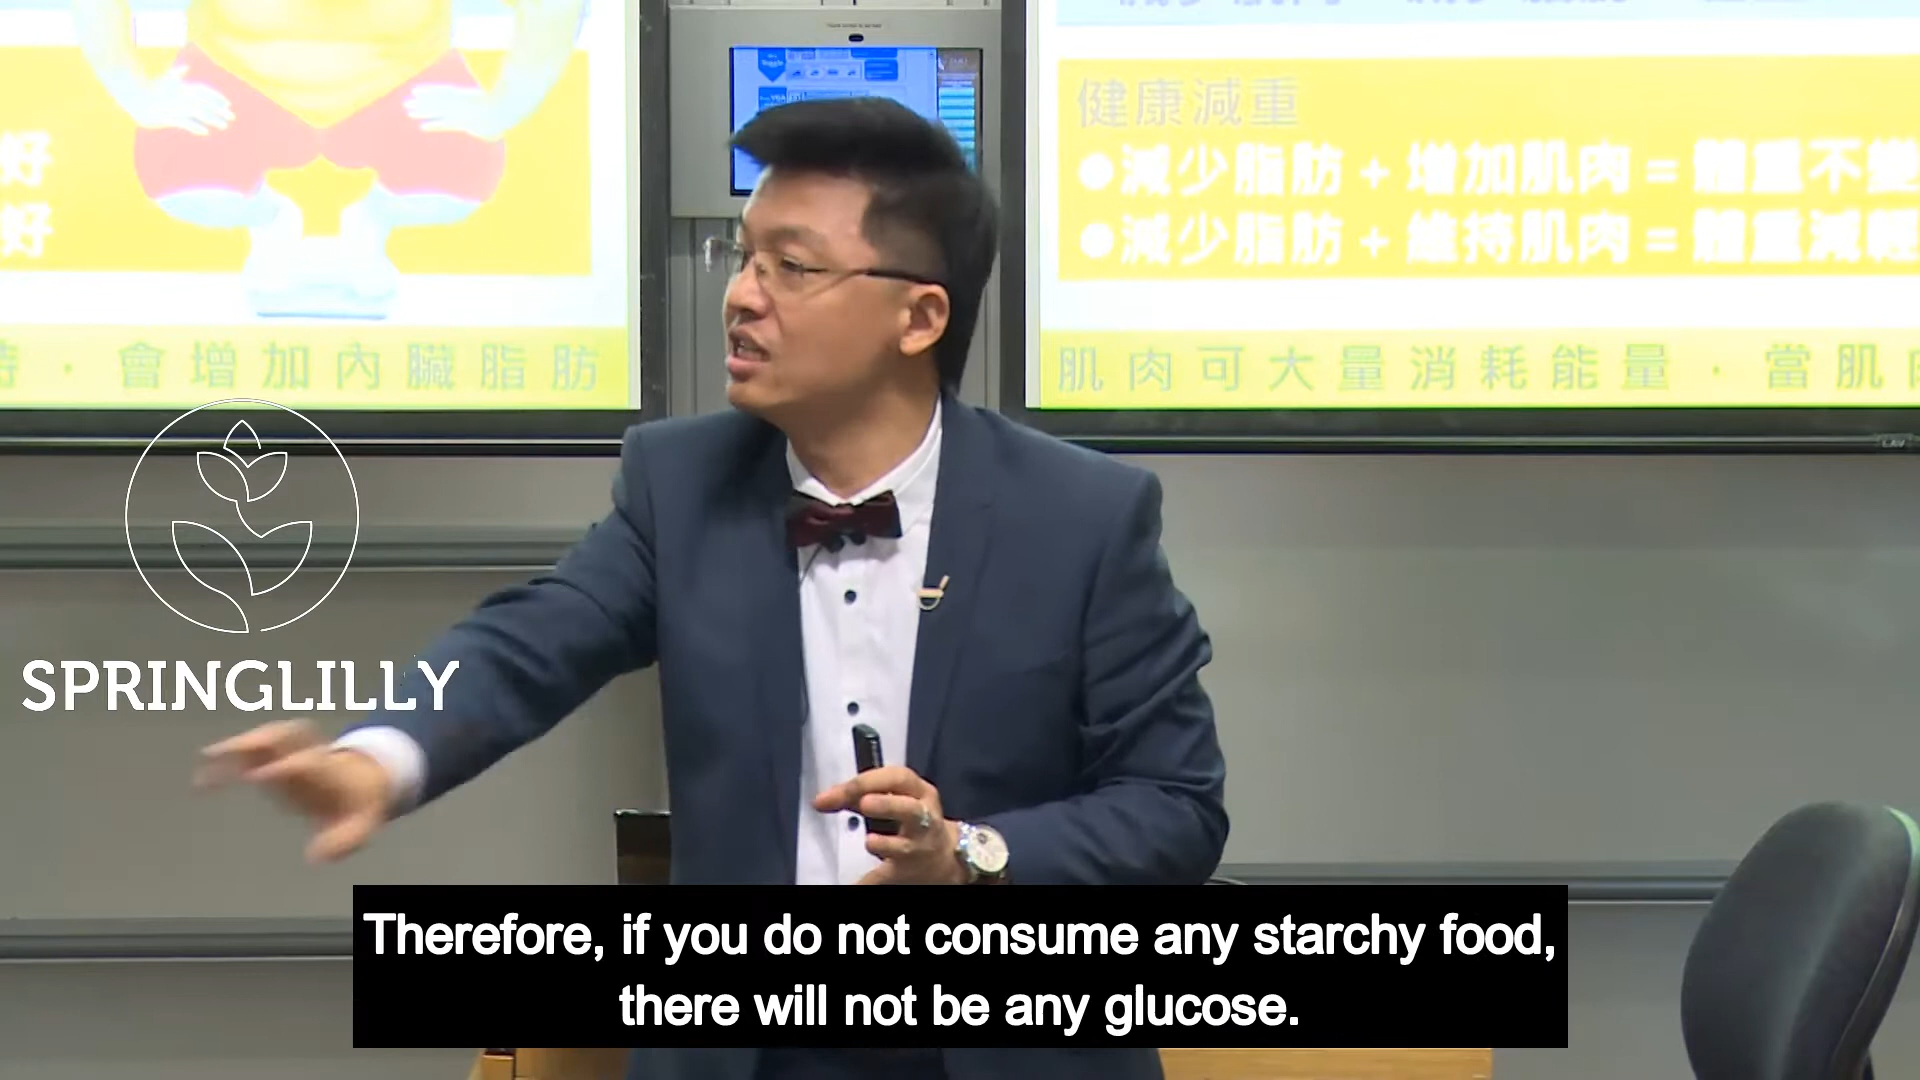 好
好
會增加內臟脂肪
健康減重
●減少脂肪 + 增加肌肉 = 體重不變
●減少脂肪 + 維持肌肉 = 體重減輕
肌肉可大量消耗能量 · 當肌
SPRINGLILLY
Therefore, if you do not consume any starchy food,
there will not be any glucose.